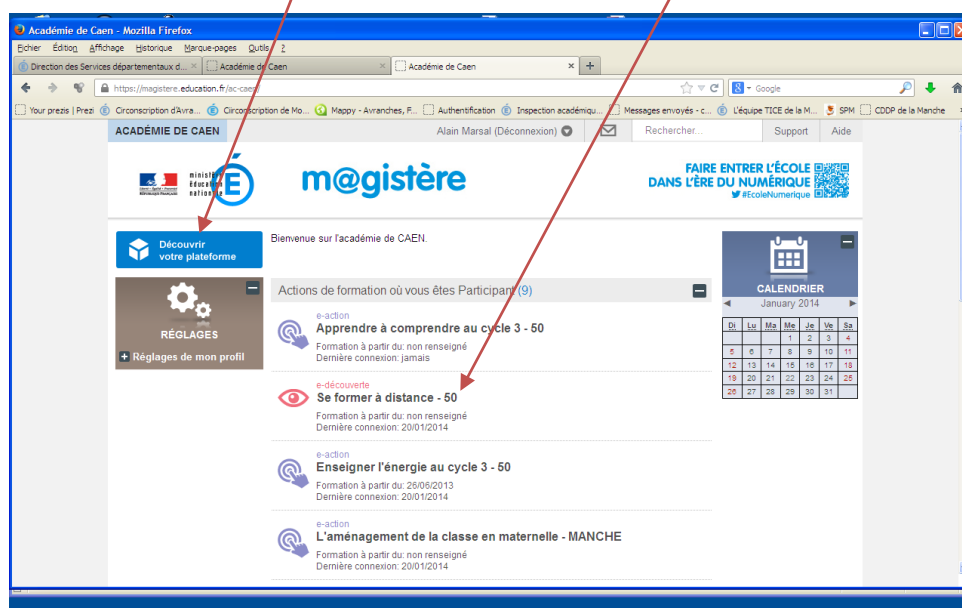 Académie de Caen - Mozilla Firefox
Fichier Édition Affichage Historique Marque-pages Outils ?
Direction des Services départementaux d... × Académie de Caen × Académie de Caen × +
https://magistere.education.fr/ac-caen/ Google
Your prezis | Prezi Circonscription d'Avra... Circonscription de Mo... Mappy - Avranches, F... Authentification Inspection académiqu... Messages envoyés - c... L'équipe TICE de la M... SPM CDDP de la Manche
ACADÉMIE DE CAEN Alain Marsal (Déconnexion) Rechercher... Support Aide
Liberté • Égalité • Fraternité
RÉPUBLIQUE FRANÇAISE
ministère
éducation
nationale
É
m@gistère
FAIRE ENTRER L'ÉCOLE
DANS L'ÈRE DU NUMÉRIQUE
#EcoleNumerique
Découvrir
votre plateforme
Bienvenue sur l'académie de CAEN.
RÉGLAGES
Réglages de mon profil
Actions de formation où vous êtes Participant (9)
e-action
Apprendre à comprendre au cycle 3 - 50
Formation à partir du: non renseigné
Dernière connexion: jamais
e-découverte
Se former à distance - 50
Formation à partir du: non renseigné
Dernière connexion: 20/01/2014
e-action
Enseigner l'énergie au cycle 3 - 50
Formation à partir du: 26/06/2013
Dernière connexion: 20/01/2014
e-action
L'aménagement de la classe en maternelle - MANCHE
Formation à partir du: non renseigné
Dernière connexion: 20/01/2014
CALENDRIER
◄ January 2014 ►
Di Lu Ma Me Je Ve Sa
1 2 3 4
5 6 7 8 9 10 11
12 13 14 15 16 17 18
19 20 21 22 23 24 25
26 27 28 29 30 31